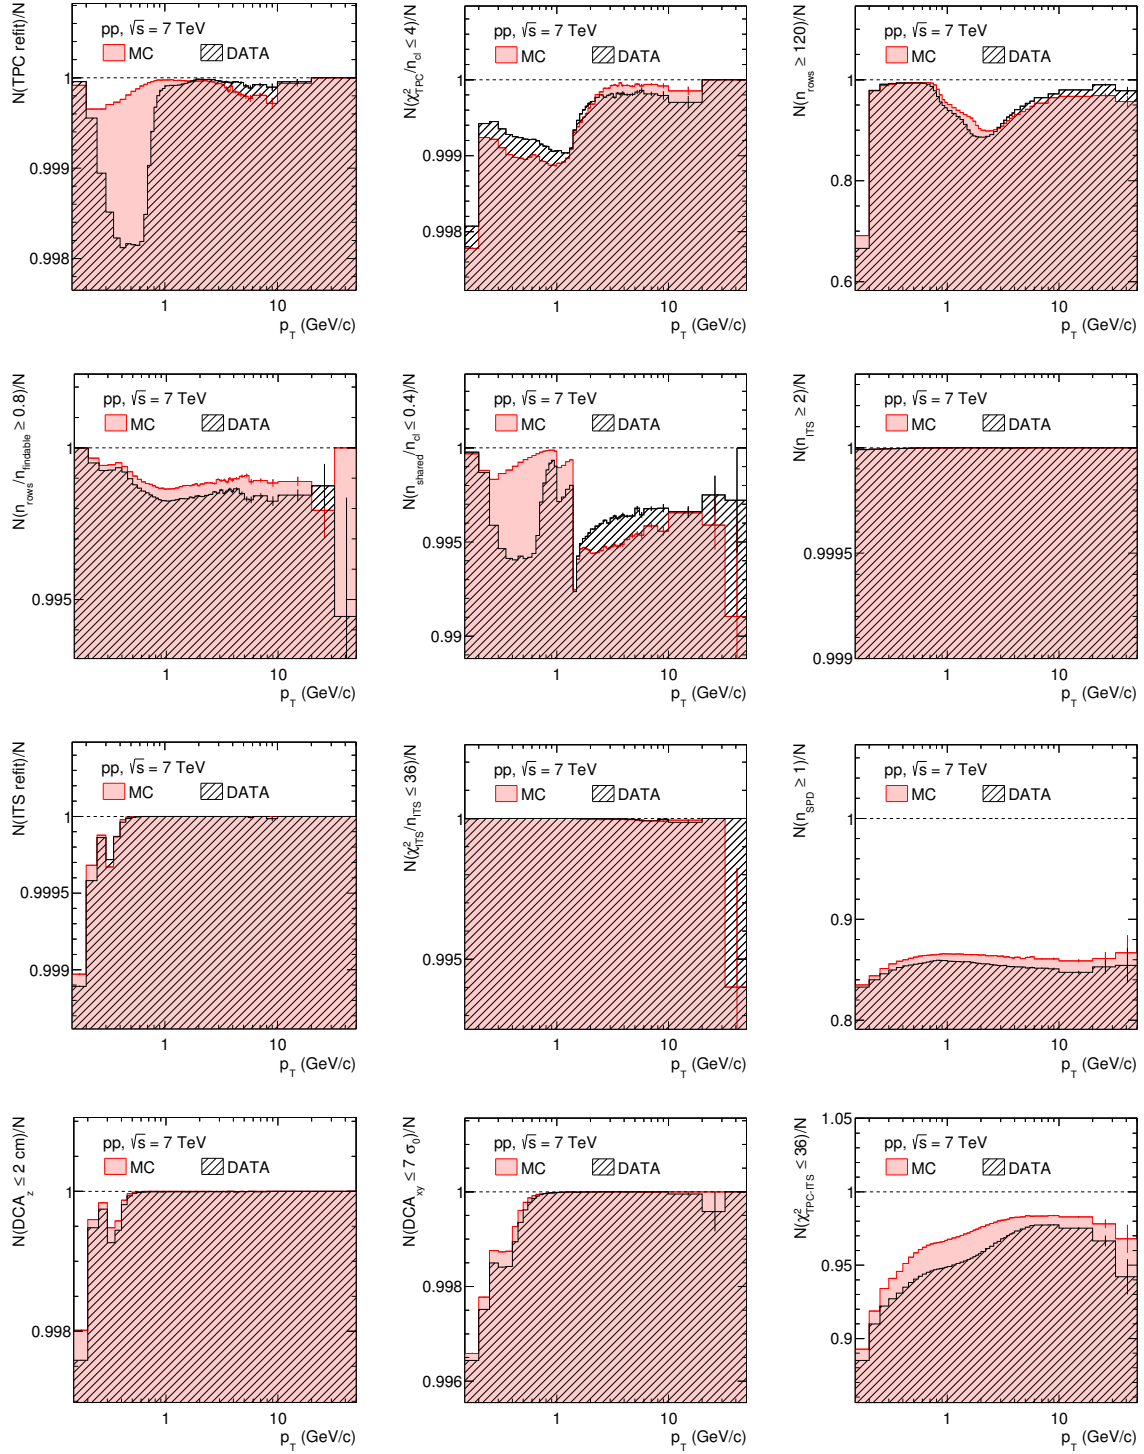 N(TPC refit)/N
pp, √s = 7 TeV
MC DATA
1
0.999
0.998
1 10
p_T (GeV/c)
N(χ²_TPC/n_cl ≤ 4)/N
pp, √s = 7 TeV
MC DATA
1
0.999
0.998
1 10
p_T (GeV/c)
N(n_rows ≥ 120)/N
pp, √s = 7 TeV
MC DATA
1
0.8
0.6
1 10
p_T (GeV/c)
N(n_rows/n_findable ≥ 0.8)/N
pp, √s = 7 TeV
MC DATA
1
0.995
1 10
p_T (GeV/c)
N(n_shared/n_cl ≤ 0.4)/N
pp, √s = 7 TeV
MC DATA
1
0.995
0.99
1 10
p_T (GeV/c)
N(n_ITS ≥ 2)/N
pp, √s = 7 TeV
MC DATA
1
0.9995
0.999
1 10
p_T (GeV/c)
N(ITS refit)/N
pp, √s = 7 TeV
MC DATA
1
0.9995
0.999
1 10
p_T (GeV/c)
N(χ²_ITS/n_ITS ≤ 36)/N
pp, √s = 7 TeV
MC DATA
1
0.995
1 10
p_T (GeV/c)
N(n_SPD ≥ 1)/N
pp, √s = 7 TeV
MC DATA
1
0.9
0.8
1 10
p_T (GeV/c)
N(DCA_z ≤ 2 cm)/N
pp, √s = 7 TeV
MC DATA
1
0.998
1 10
p_T (GeV/c)
N(DCA_xy ≤ 7 σ_0)/N
pp, √s = 7 TeV
MC DATA
1
0.998
0.996
1 10
p_T (GeV/c)
N(χ²_TPC-ITS ≤ 36)/N
1.05
pp, √s = 7 TeV
MC DATA
1
0.95
0.9
1 10
p_T (GeV/c)